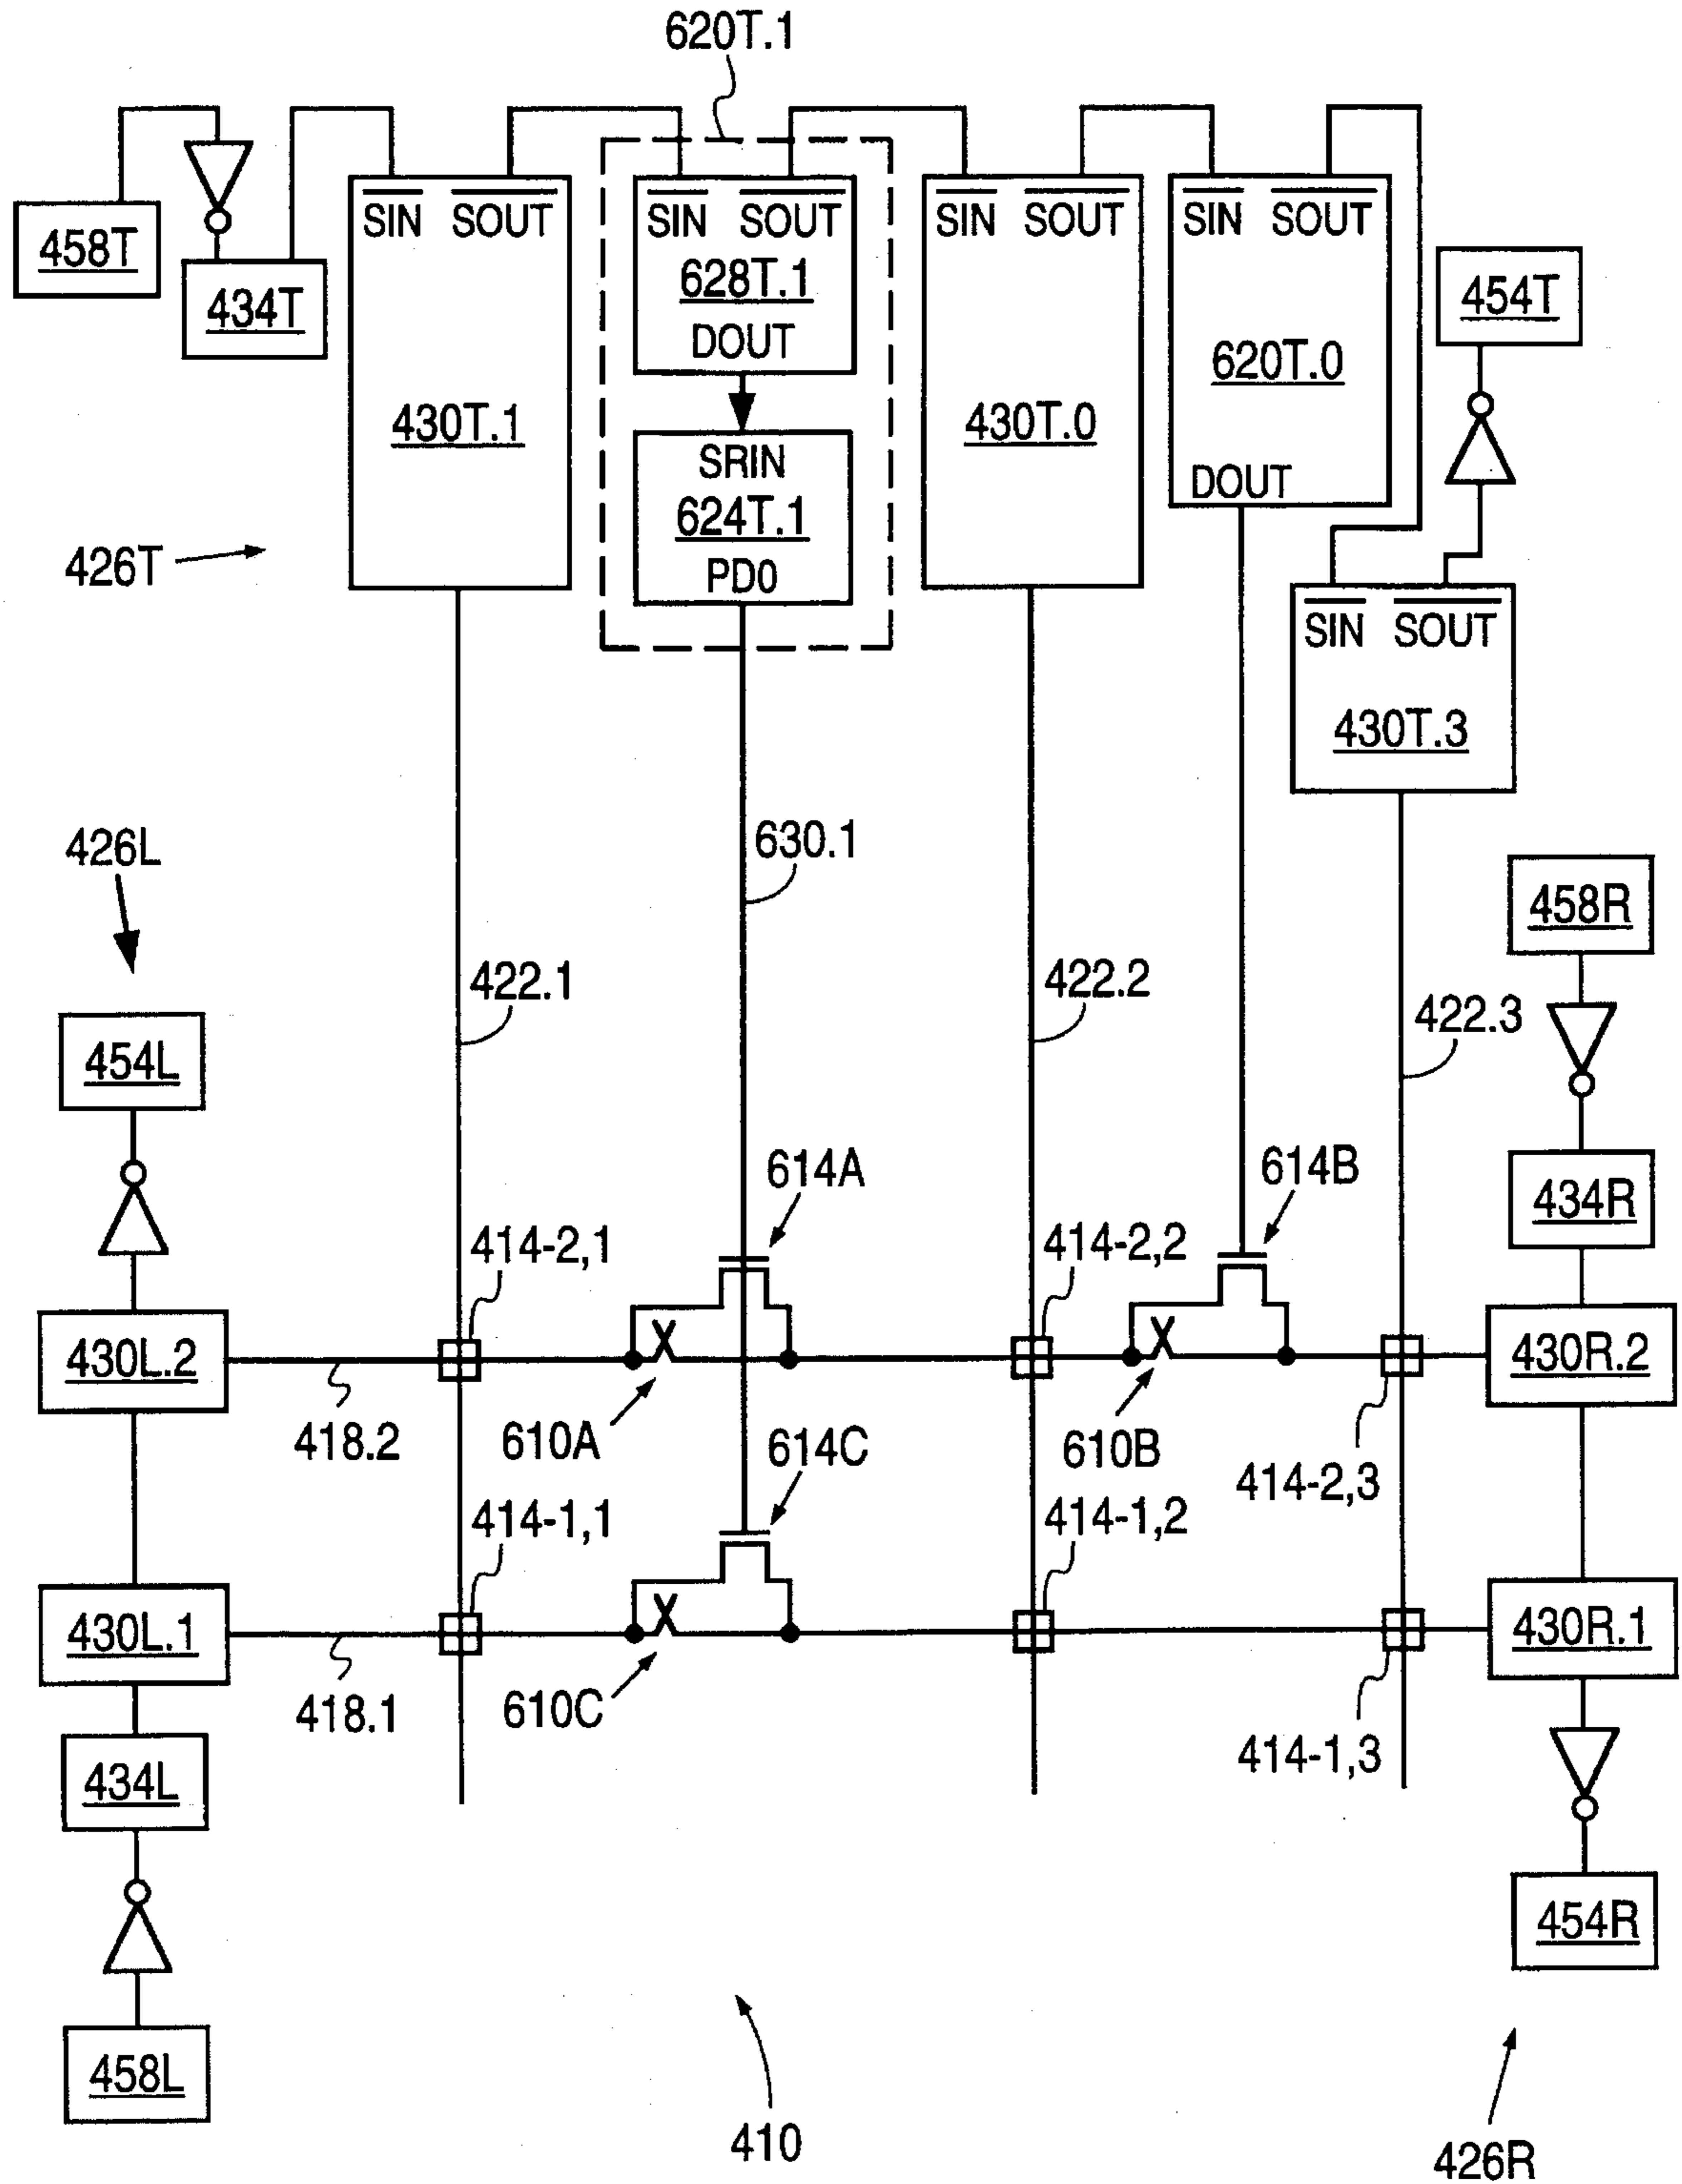 620T.1
SIN SOUT
SIN SOUT
SIN SOUT
SIN SOUT
458T
434T
628T.1
DOUT
454T
620T.0
430T.1
430T.0
SRIN
624T.1
PD0
DOUT
426T
SIN SOUT
430T.3
630.1
426L
458R
422.1
422.2
422.3
454L
614A
614B
434R
414-2,1
414-2,2
430L.2
430R.2
418.2
610A
614C
610B
414-2,3
414-1,1
414-1,2
430L.1
430R.1
418.1
610C
414-1,3
434L
454R
458L
410
426R